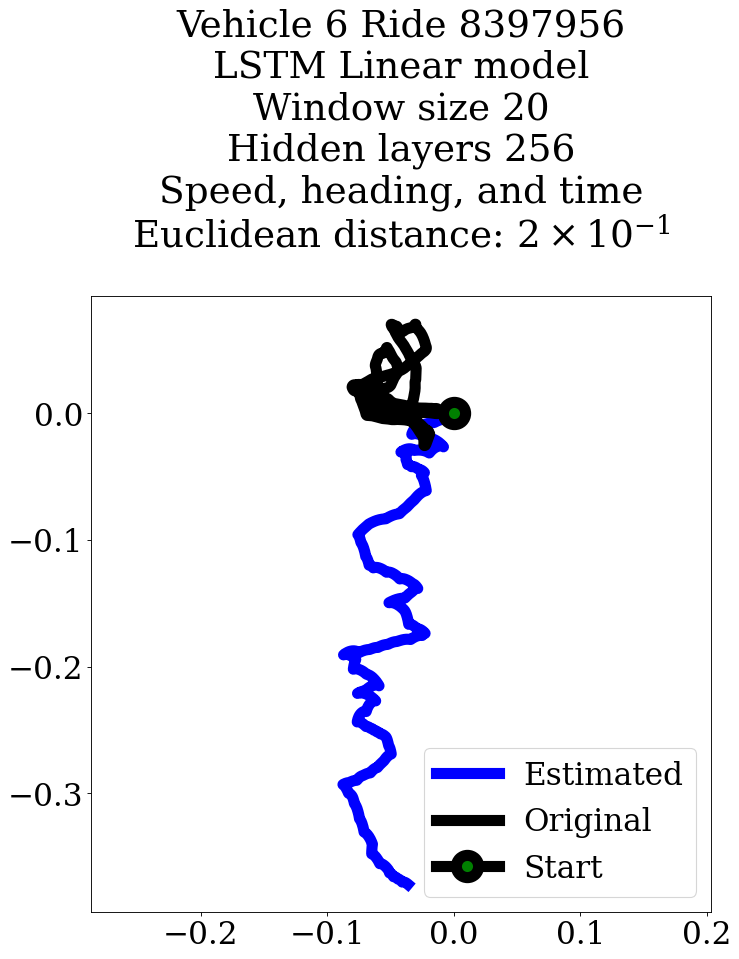 Vehicle 6 Ride 8397956
LSTM Linear model
Window size 20
Hidden layers 256
Speed, heading, and time
Euclidean distance: 2 × 10⁻¹
0.0
−0.1
−0.2
−0.3
Estimated
Original
Start
−0.2 −0.1 0.0 0.1 0.2